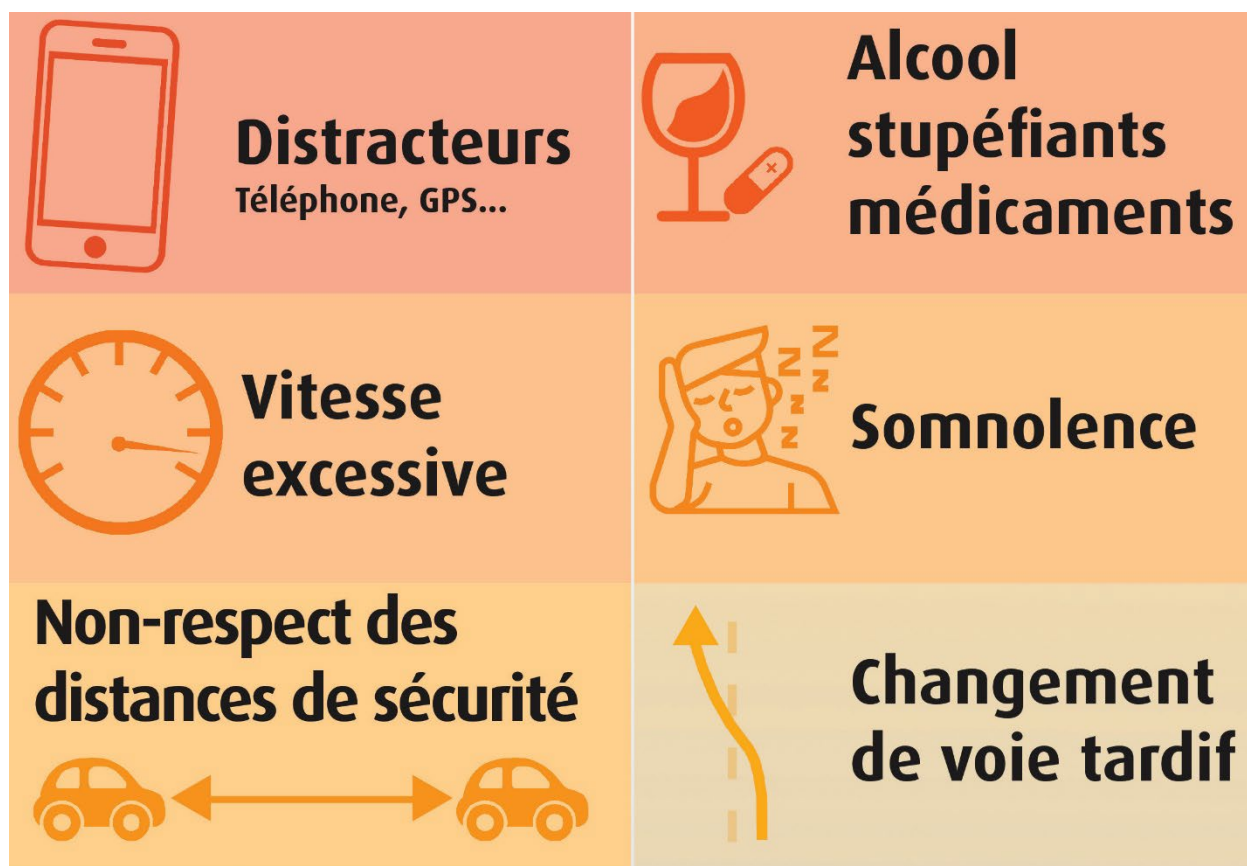 Distracteurs
Téléphone, GPS...
Alcool
stupéfiants
médicaments
Vitesse
excessive
Somnolence
Non-respect des
distances de sécurité
Changement
de voie tardif